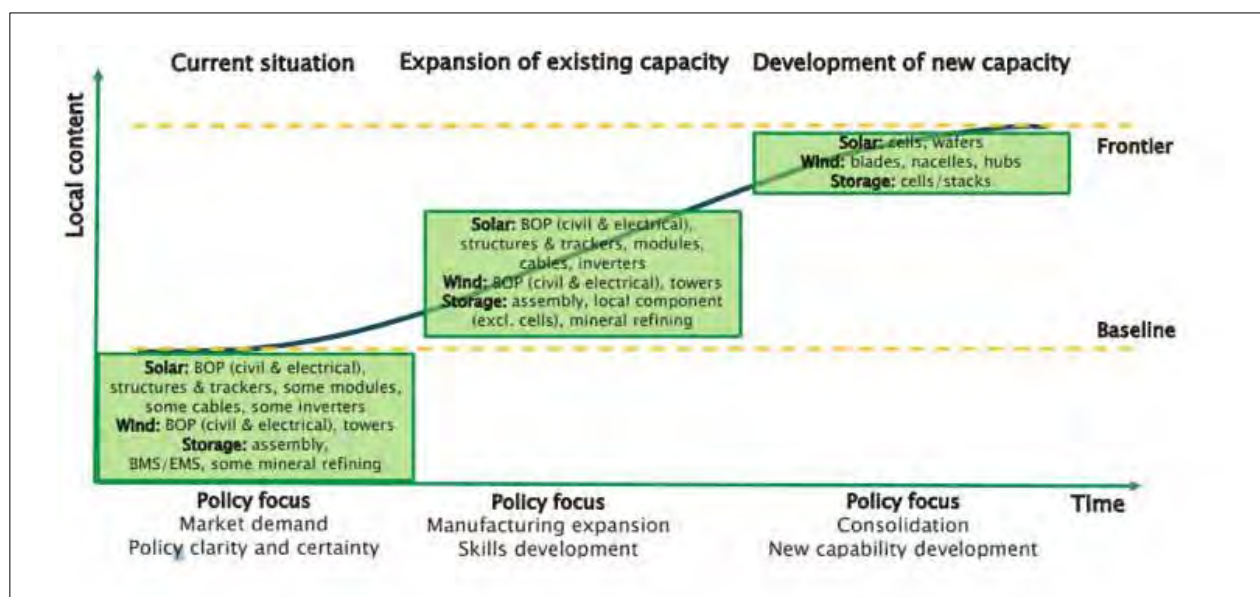 Current situation
Expansion of existing capacity
Development of new capacity
Local content
Frontier
Baseline
Solar: cells, wafers
Wind: blades, nacelles, hubs
Storage: cells/stacks
Solar: BOP (civil & electrical),
structures & trackers, modules,
cables, inverters
Wind: BOP (civil & electrical), towers
Storage: assembly, local component
(excl. cells), mineral refining
Solar: BOP (civil & electrical),
structures & trackers, some modules,
some cables, some inverters
Wind: BOP (civil & electrical), towers
Storage: assembly,
BMS/EMS, some mineral refining
Policy focus
Market demand
Policy clarity and certainty
Policy focus
Manufacturing expansion
Skills development
Policy focus
Consolidation
New capability development
Time